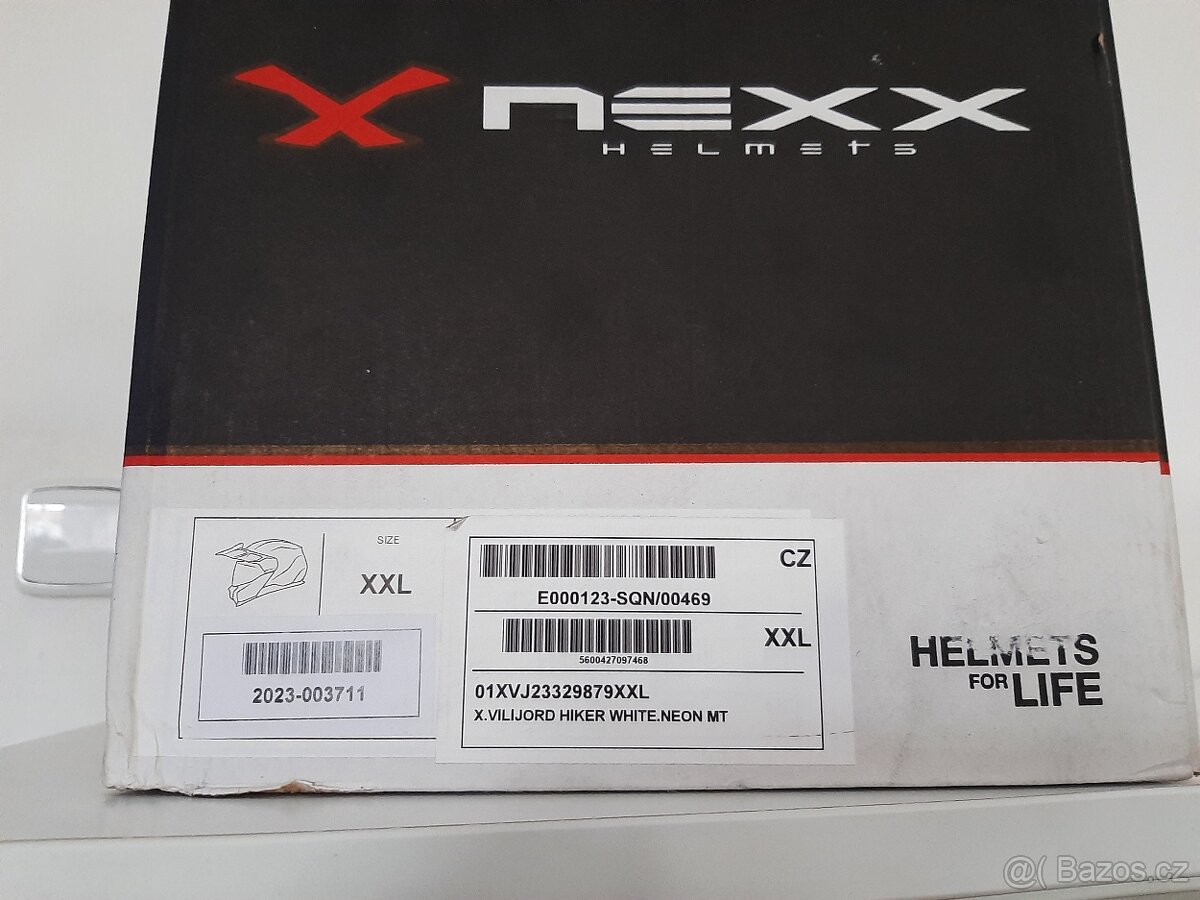 X nexx
HELMETS
SIZE
XXL
2023-003711
CZ
E000123-SQN/00469
XXL
5600427097468
01XVJ23329879XXL
X.VILIJORD HIKER WHITE.NEON MT
HELMETS
FOR LIFE
@( Bazos.cz